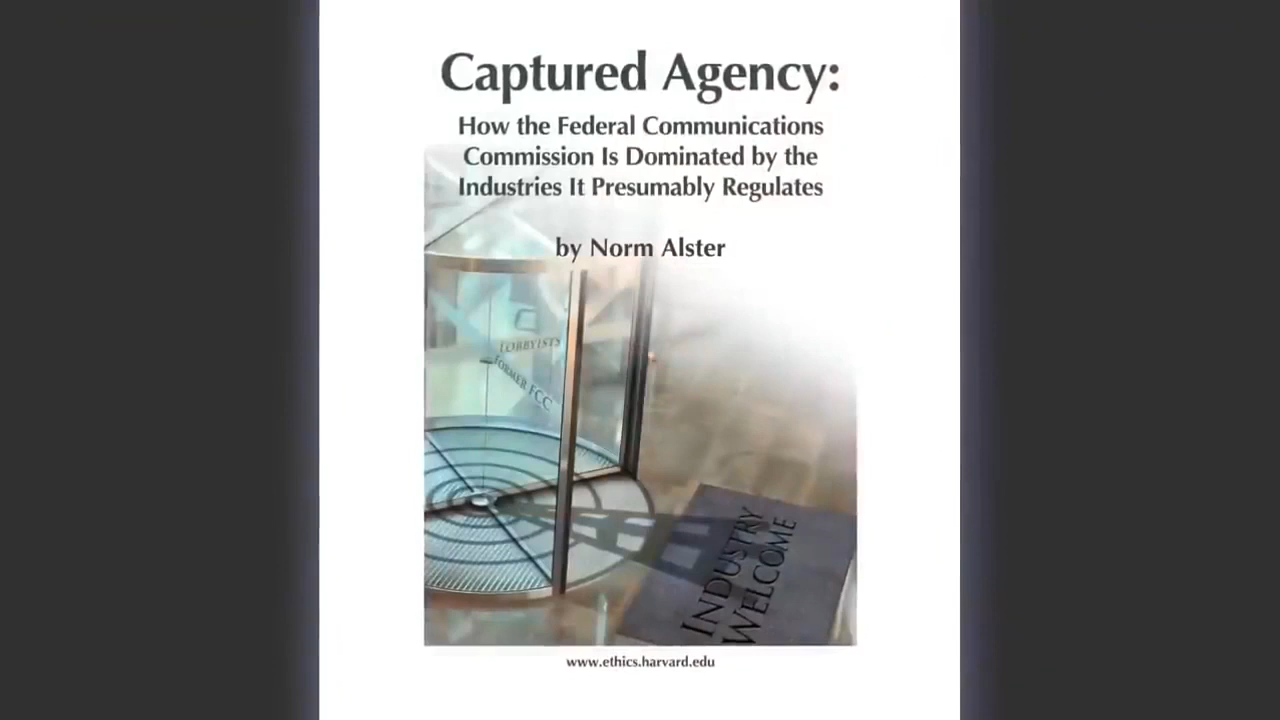 Captured Agency:
How the Federal Communications
Commission Is Dominated by the
Industries It Presumably Regulates
by Norm Alster
LOBBYISTS
FORMER FCC
INDUSTRY
WELCOME
www.ethics.harvard.edu